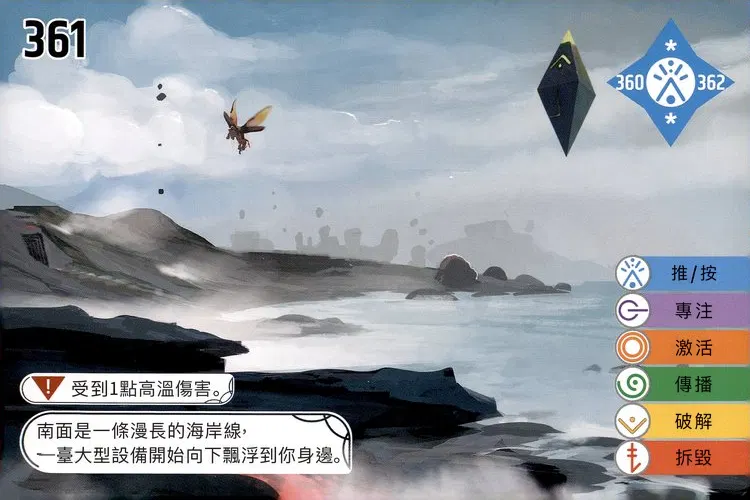 361
*
360 362
*
推/按
專注
激活
傳播
破解
拆毀
! 受到1點高溫傷害。
南面是一條漫長的海岸線,
一臺大型設備開始向下飄浮到你身邊。